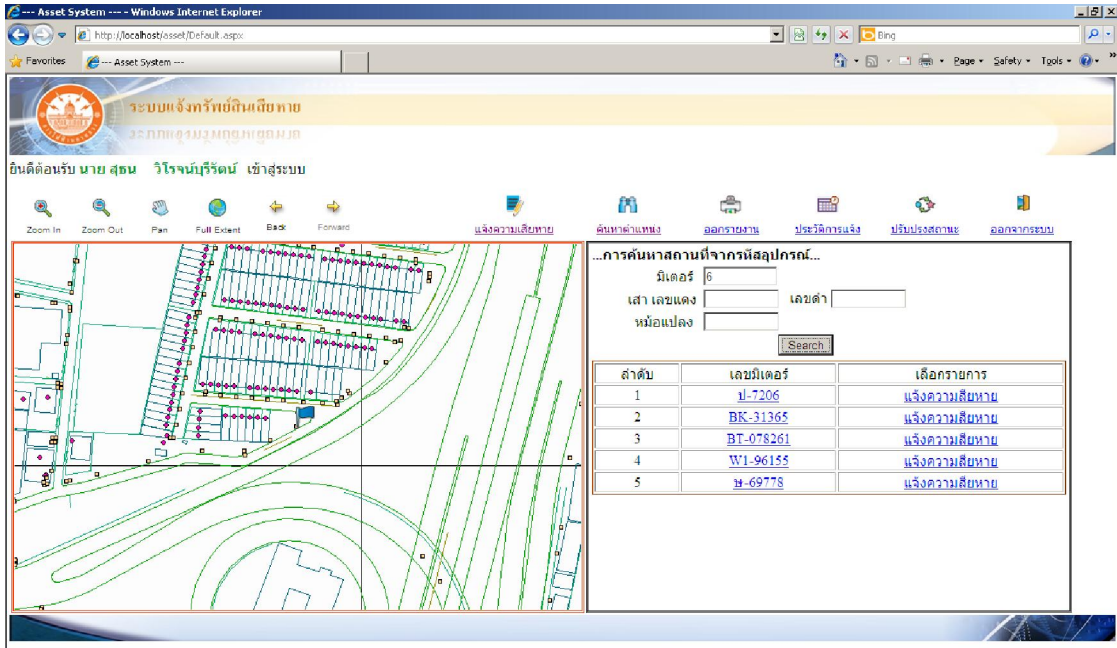 --- Asset System ---- - Windows Internet Explorer
http://localhost/asset/Default.aspx
Bing
Favorites --- Asset System ---
Page Safety Tools
ระบบแจ้งทรัพย์สินเสียหาย
ยินดีต้อนรับ นาย สุธน วิโรจน์บุรีรัตน์ เข้าสู่ระบบ
Zoom In Zoom Out Pan Full Extent Back Forward แจ้งความเสียหาย ค้นหาตำแหน่ง ออกรายงาน ประวัติการแจ้ง ปรับปรุงสถานะ ออกจากระบบ
...การค้นหาสถานที่จากรหัสอุปกรณ์...
มิเตอร์ 6
เสา เลขแดง เลขดำ
หม้อแปลง
Search
ลำดับ เลขมิเตอร์ เลือกรายการ
1 ป-7206 แจ้งความสียหาย
2 BK-31365 แจ้งความสียหาย
3 BT-078261 แจ้งความสียหาย
4 W1-96155 แจ้งความสียหาย
5 ษ-69778 แจ้งความสียหาย